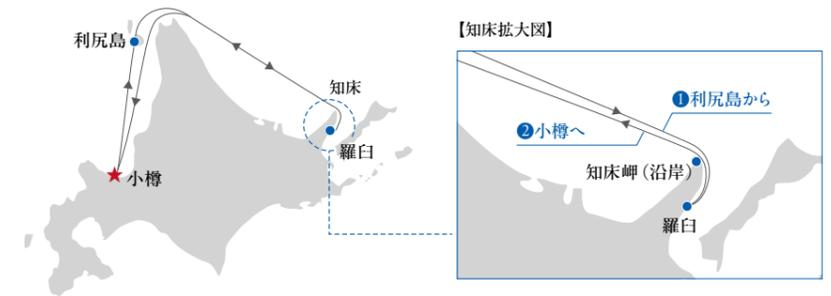 利尻島
知床
羅臼
小樽
【知床拡大図】
❶利尻島から
❷小樽へ
知床岬（沿岸）
羅臼